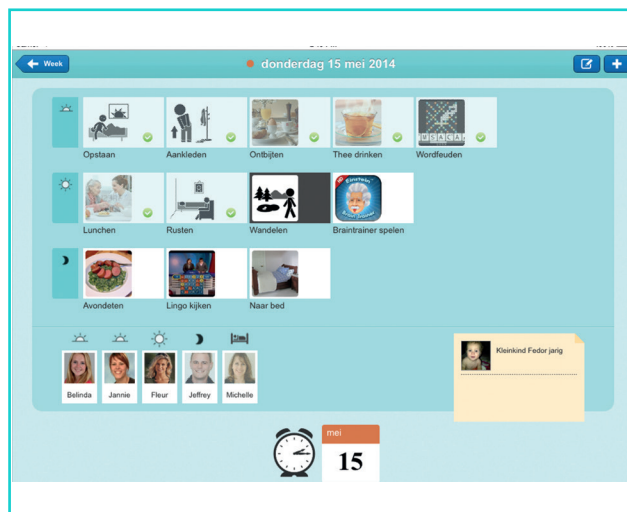 Week
donderdag 15 mei 2014
Opstaan
Aankleden
Ontbijten
Thee drinken
Wordfeuden
Lunchen
Rusten
Wandelen
Braintrainer spelen
Avondeten
Lingo kijken
Naar bed
Belinda
Jannie
Fleur
Jeffrey
Michelle
Kleinkind Fedor jarig
mei
15